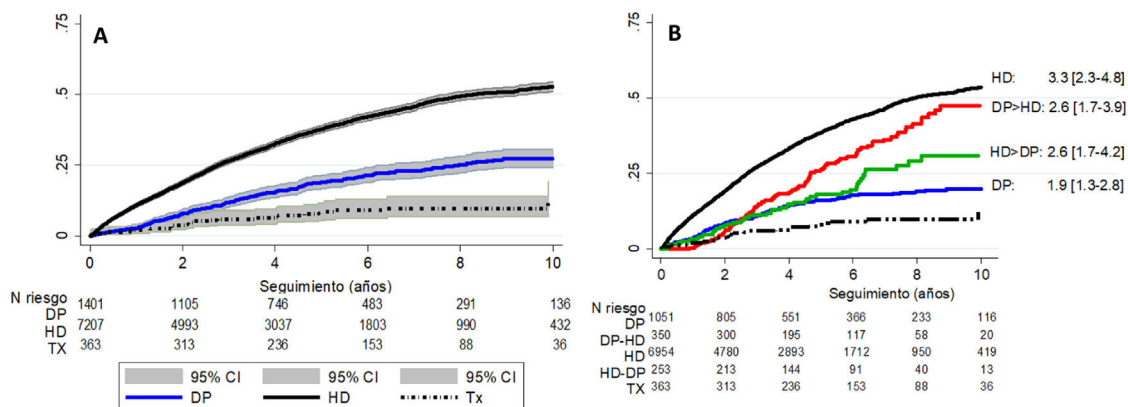 A
.75
.5
.25
0
0 2 4 6 8 10
Seguimiento (años)
N riesgo
DP 1401 1105 746 483 291 136
HD 7207 4993 3037 1803 990 432
TX 363 313 236 153 88 36
95% CI 95% CI 95% CI
DP HD Tx
B
.75
.5
.25
0
HD: 3.3 [2.3-4.8]
DP>HD: 2.6 [1.7-3.9]
HD>DP: 2.6 [1.7-4.2]
DP: 1.9 [1.3-2.8]
0 2 4 6 8 10
Seguimiento (años)
N riesgo
DP 1051 805 551 366 233 116
DP-HD 350 300 195 117 58 20
HD 6954 4780 2893 1712 950 419
HD-DP 253 213 144 91 40 13
TX 363 313 236 153 88 36